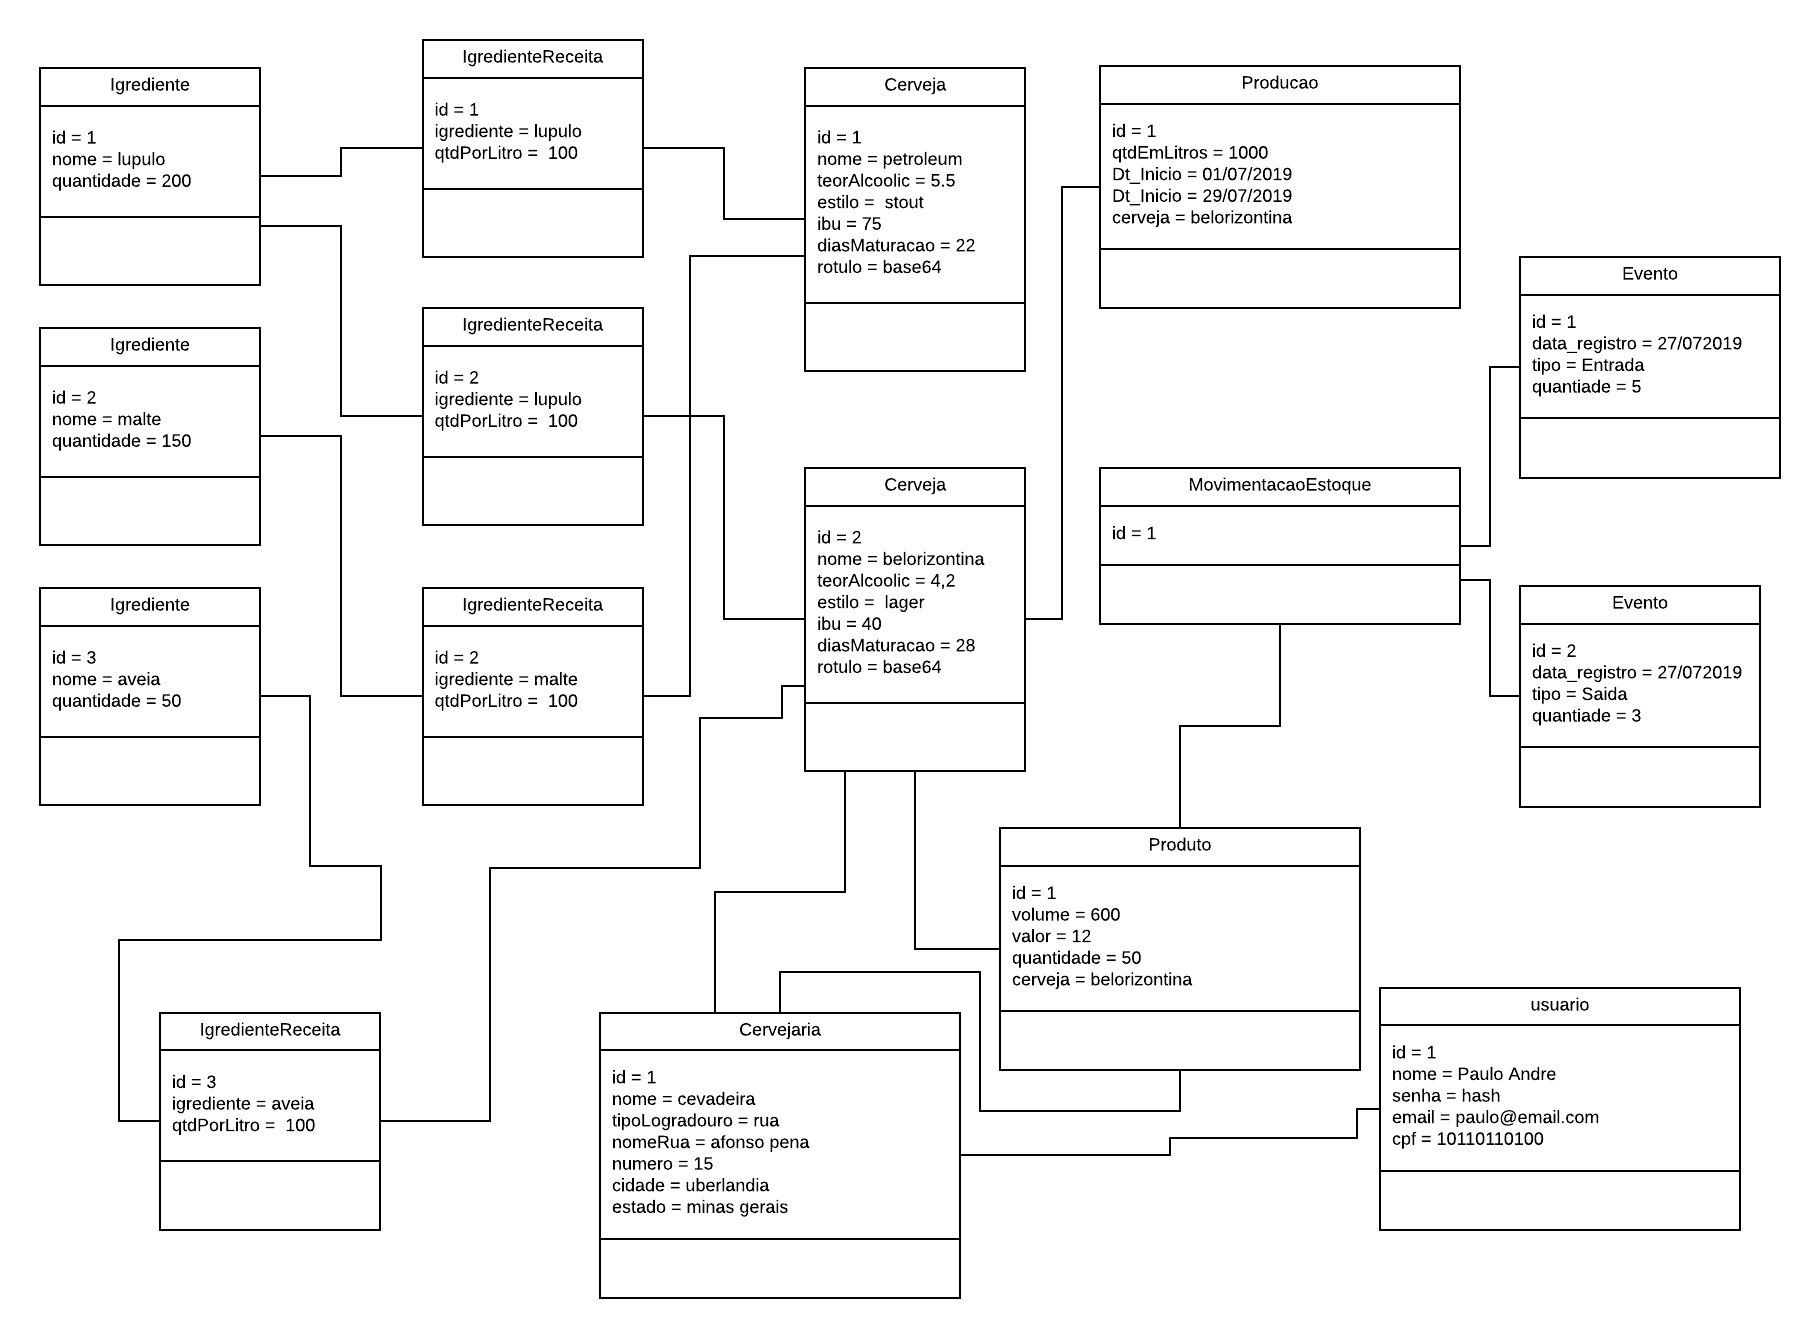 Igrediente
id = 1
nome = lupulo
quantidade = 200
IgredienteReceita
id = 1
igrediente = lupulo
qtdPorLitro =  100
Cerveja
id = 1
nome = petroleum
teorAlcoolic = 5.5
estilo =  stout
ibu = 75
diasMaturacao = 22
rotulo = base64
Producao
id = 1
qtdEmLitros = 1000
Dt_Inicio = 01/07/2019
Dt_Inicio = 29/07/2019
cerveja = belorizontina
Evento
id = 1
data_registro = 27/072019
tipo = Entrada
quantiade = 5
Igrediente
id = 2
nome = malte
quantidade = 150
IgredienteReceita
id = 2
igrediente = lupulo
qtdPorLitro =  100
Cerveja
id = 2
nome = belorizontina
teorAlcoolic = 4,2
estilo =  lager
ibu = 40
diasMaturacao = 28
rotulo = base64
MovimentacaoEstoque
id = 1
Evento
id = 2
data_registro = 27/072019
tipo = Saida
quantiade = 3
Igrediente
id = 3
nome = aveia
quantidade = 50
IgredienteReceita
id = 2
igrediente = malte
qtdPorLitro =  100
Produto
id = 1
volume = 600
valor = 12
quantidade = 50
cerveja = belorizontina
IgredienteReceita
id = 3
igrediente = aveia
qtdPorLitro =  100
Cervejaria
id = 1
nome = cevadeira
tipoLogradouro = rua
nomeRua = afonso pena
numero = 15
cidade = uberlandia
estado = minas gerais
usuario
id = 1
nome = Paulo Andre
senha = hash
email = paulo@email.com
cpf = 10110110100